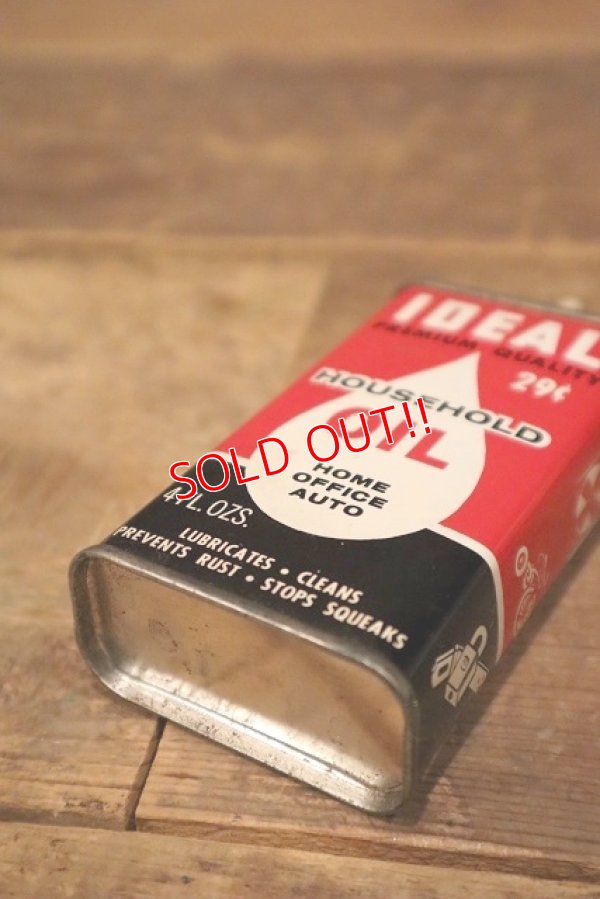 IDEAL
PREMIUM QUALITY
29¢
HOUSEHOLD
OIL
HOME
OFFICE
AUTO
SOLD OUT!!
4 FL. OZS.
LUBRICATES • CLEANS
PREVENTS RUST • STOPS SQUEAKS